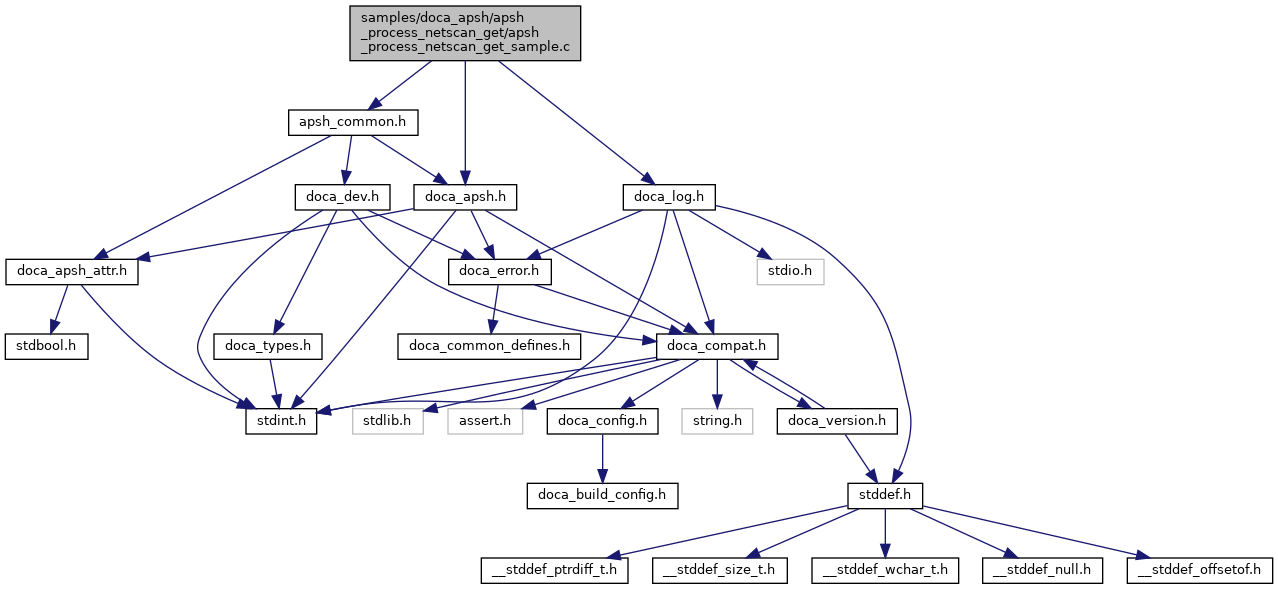 samples/doca_apsh/apsh
_process_netscan_get/apsh
_process_netscan_get_sample.c
apsh_common.h
doca_dev.h
doca_apsh.h
doca_log.h
doca_apsh_attr.h
doca_error.h
stdio.h
stdbool.h
doca_types.h
doca_common_defines.h
doca_compat.h
stdint.h
stdlib.h
assert.h
doca_config.h
string.h
doca_version.h
doca_build_config.h
stddef.h
__stddef_ptrdiff_t.h
__stddef_size_t.h
__stddef_wchar_t.h
__stddef_null.h
__stddef_offsetof.h